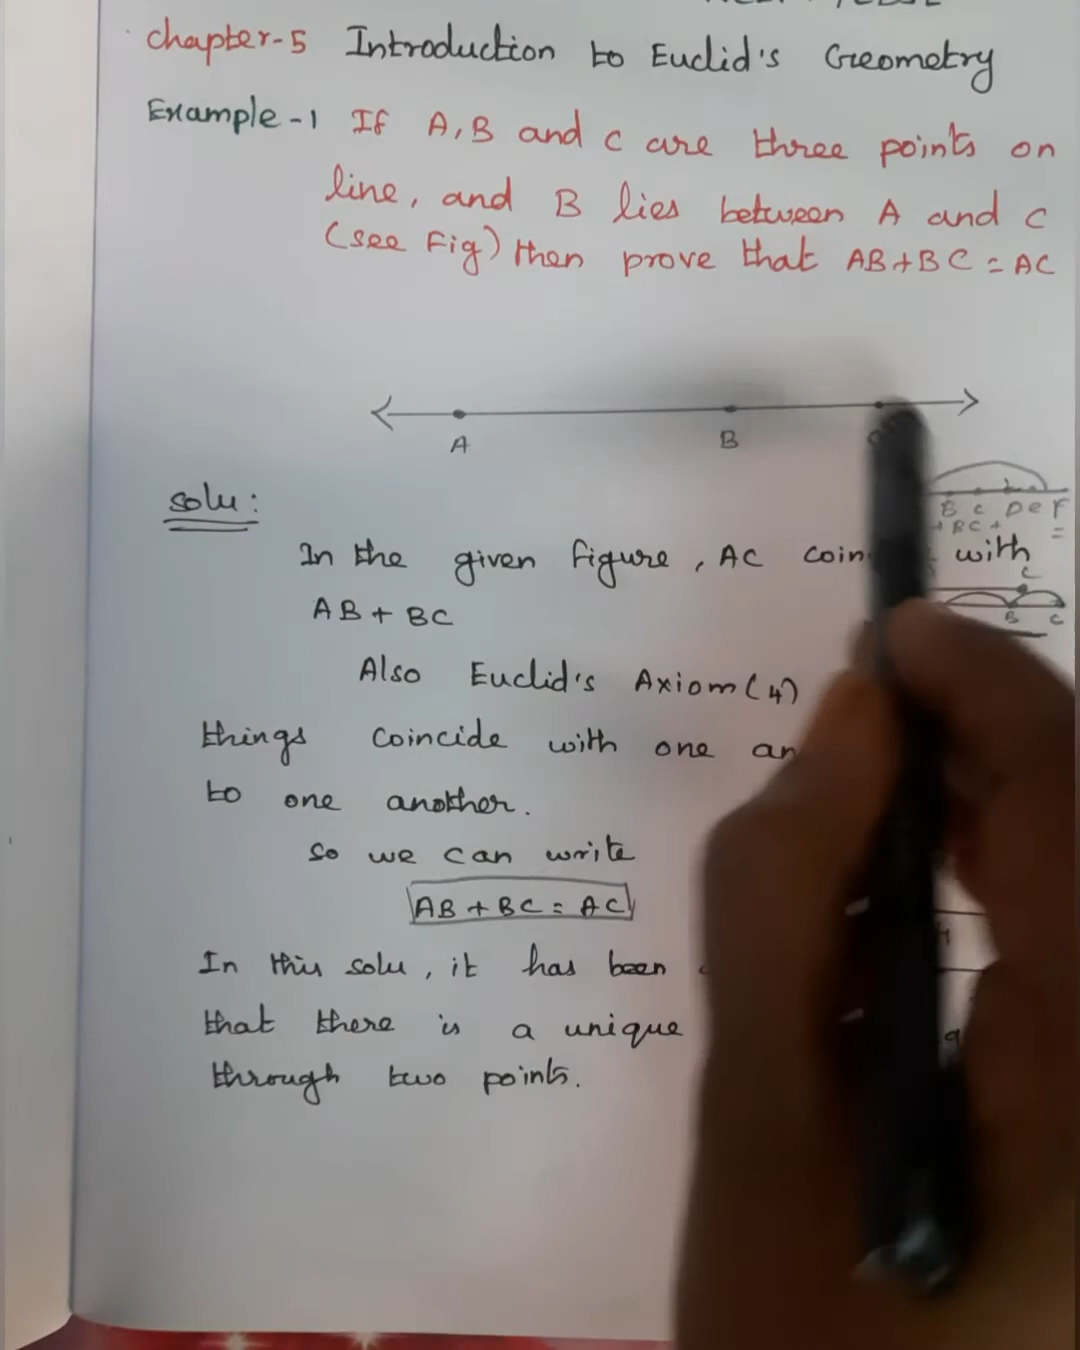 chapter-5 Introduction to Euclid's Geometry
Example-1 If A, B and C are three points on
line, and B lies between A and C
(see Fig) then prove that AB+BC=AC
A B
B C D E F
+BC+ =
solu:
In the given figure, AC with
AB+BC
C
B C
Also Euclid's Axiom(4)
things coincide with one
to one another.
so we can write
AB+BC=AC
In this solu, it has been
that there is a unique
through two points.